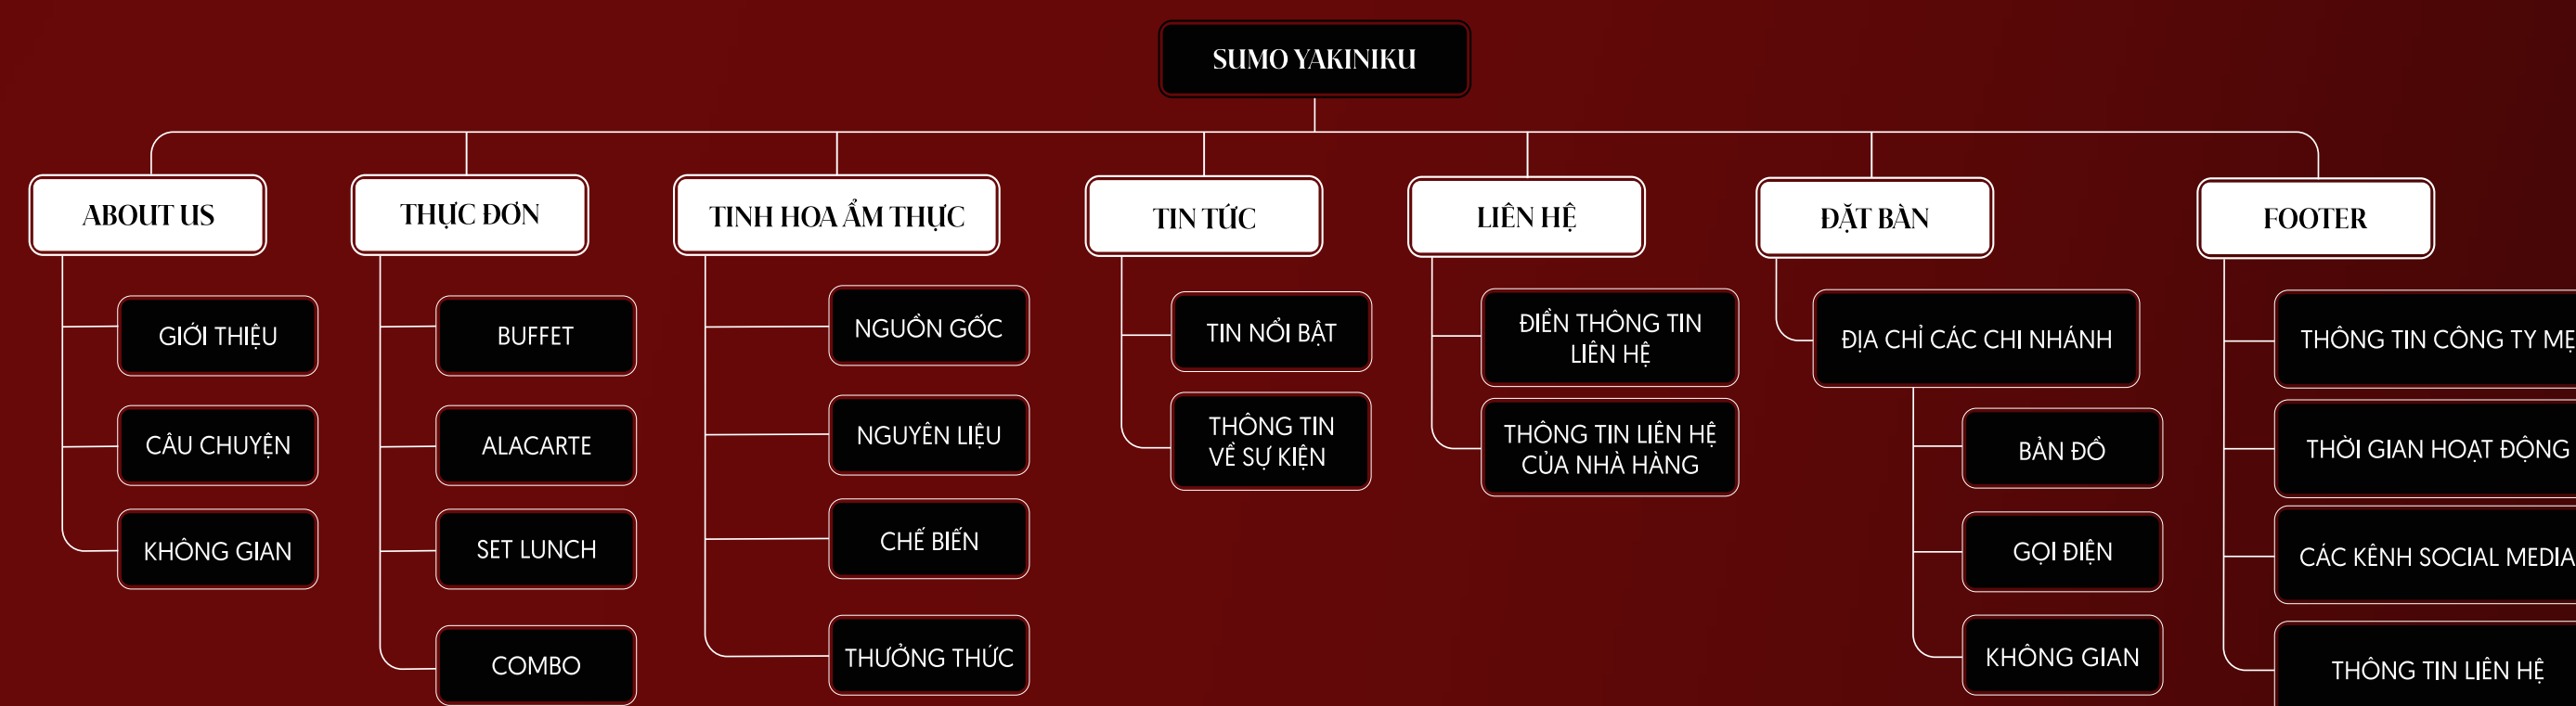 SUMO YAKINIKU
ABOUT US
GIỚI THIỆU
CÂU CHUYỆN
KHÔNG GIAN
THỰC ĐƠN
BUFFET
ALACARTE
SET LUNCH
COMBO
TINH HOA ẨM THỰC
NGUỒN GỐC
NGUYÊN LIỆU
CHẾ BIẾN
THƯỞNG THỨC
TIN TỨC
TIN NỔI BẬT
THÔNG TIN
VỀ SỰ KIỆN
LIÊN HỆ
ĐIỀN THÔNG TIN
LIÊN HỆ
THÔNG TIN LIÊN HỆ
CỦA NHÀ HÀNG
ĐẶT BÀN
ĐỊA CHỈ CÁC CHI NHÁNH
BẢN ĐỒ
GỌI ĐIỆN
KHÔNG GIAN
FOOTER
THÔNG TIN CÔNG TY MẸ
THỜI GIAN HOẠT ĐỘNG
CÁC KÊNH SOCIAL MEDIA
THÔNG TIN LIÊN HỆ